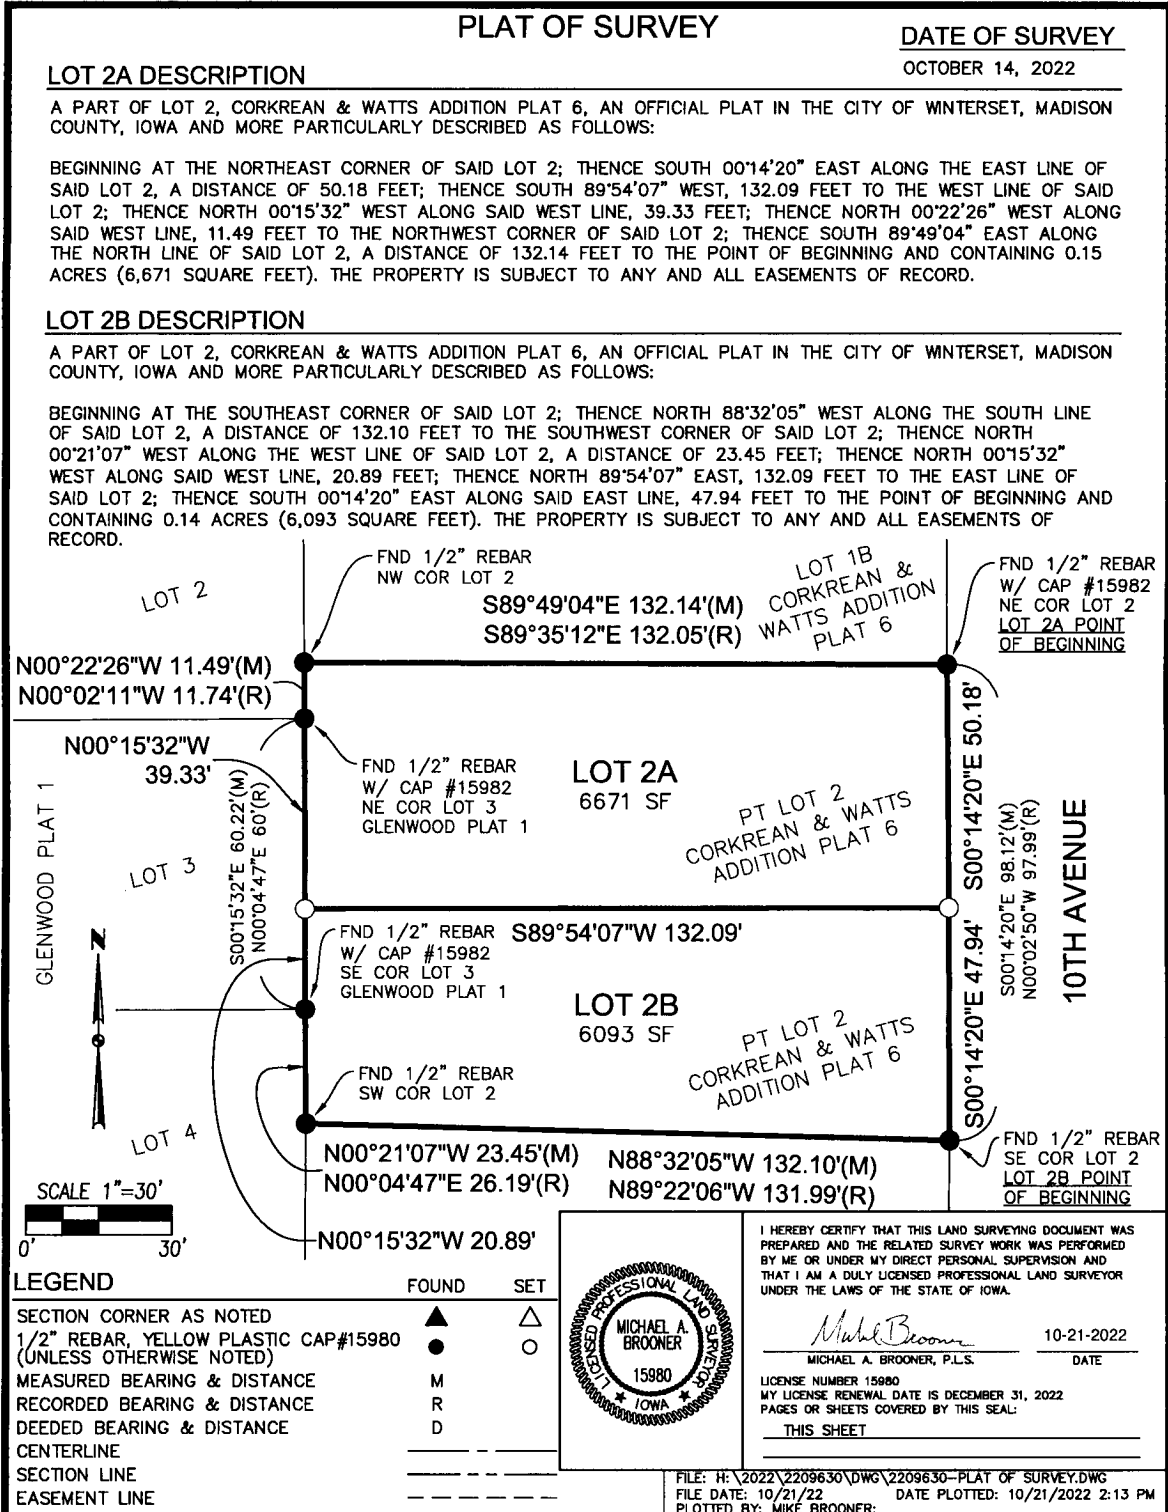 PLAT OF SURVEY
DATE OF SURVEY
OCTOBER 14, 2022
LOT 2A DESCRIPTION
A PART OF LOT 2, CORKREAN & WATTS ADDITION PLAT 6, AN OFFICIAL PLAT IN THE CITY OF WINTERSET, MADISON
COUNTY, IOWA AND MORE PARTICULARLY DESCRIBED AS FOLLOWS:
BEGINNING AT THE NORTHEAST CORNER OF SAID LOT 2; THENCE SOUTH 00°14'20" EAST ALONG THE EAST LINE OF
SAID LOT 2, A DISTANCE OF 50.18 FEET; THENCE SOUTH 89°54'07" WEST, 132.09 FEET TO THE WEST LINE OF SAID
LOT 2; THENCE NORTH 00°15'32" WEST ALONG SAID WEST LINE, 39.33 FEET; THENCE NORTH 00°22'26" WEST ALONG
SAID WEST LINE, 11.49 FEET TO THE NORTHWEST CORNER OF SAID LOT 2; THENCE SOUTH 89°49'04" EAST ALONG
THE NORTH LINE OF SAID LOT 2, A DISTANCE OF 132.14 FEET TO THE POINT OF BEGINNING AND CONTAINING 0.15
ACRES (6,671 SQUARE FEET). THE PROPERTY IS SUBJECT TO ANY AND ALL EASEMENTS OF RECORD.
LOT 2B DESCRIPTION
A PART OF LOT 2, CORKREAN & WATTS ADDITION PLAT 6, AN OFFICIAL PLAT IN THE CITY OF WINTERSET, MADISON
COUNTY, IOWA AND MORE PARTICULARLY DESCRIBED AS FOLLOWS:
BEGINNING AT THE SOUTHEAST CORNER OF SAID LOT 2; THENCE NORTH 88°32'05" WEST ALONG THE SOUTH LINE
OF SAID LOT 2, A DISTANCE OF 132.10 FEET TO THE SOUTHWEST CORNER OF SAID LOT 2; THENCE NORTH
00°21'07" WEST ALONG THE WEST LINE OF SAID LOT 2, A DISTANCE OF 23.45 FEET; THENCE NORTH 00°15'32"
WEST ALONG SAID WEST LINE, 20.89 FEET; THENCE NORTH 89°54'07" EAST, 132.09 FEET TO THE EAST LINE OF
SAID LOT 2; THENCE SOUTH 00°14'20" EAST ALONG SAID EAST LINE, 47.94 FEET TO THE POINT OF BEGINNING AND
CONTAINING 0.14 ACRES (6,093 SQUARE FEET). THE PROPERTY IS SUBJECT TO ANY AND ALL EASEMENTS OF
RECORD.
LOT 2
FND 1/2" REBAR
NW COR LOT 2
S89°49'04"E 132.14'(M)
S89°35'12"E 132.05'(R)
LOT 1B
CORKREAN &
WATTS ADDITION
PLAT 6
FND 1/2" REBAR
W/ CAP #15982
NE COR LOT 2
LOT 2A POINT
OF BEGINNING
N00°22'26"W 11.49'(M)
N00°02'11"W 11.74'(R)
N00°15'32"W
39.33'
FND 1/2" REBAR
W/ CAP #15982
NE COR LOT 3
GLENWOOD PLAT 1
LOT 2A
6671 SF
PT LOT 2
CORKREAN & WATTS
ADDITION PLAT 6
S00°14'20"E 50.18'
S00°14'20"E 98.12'(M)
N00°02'50"W 97.99'(R)
10TH AVENUE
GLENWOOD PLAT 1
LOT 3
S00°15'32"E 60.22'(M)
N00°04'47"E 60'(R)
N
FND 1/2" REBAR
W/ CAP #15982
SE COR LOT 3
GLENWOOD PLAT 1
S89°54'07"W 132.09'
LOT 2B
6093 SF
PT LOT 2
CORKREAN & WATTS
ADDITION PLAT 6
S00°14'20"E 47.94'
FND 1/2" REBAR
SW COR LOT 2
LOT 4
N00°21'07"W 23.45'(M)
N00°04'47"E 26.19'(R)
N88°32'05"W 132.10'(M)
N89°22'06"W 131.99'(R)
FND 1/2" REBAR
SE COR LOT 2
LOT 2B POINT
OF BEGINNING
SCALE 1"=30'
0' 30'
N00°15'32"W 20.89'
LEGEND FOUND SET
SECTION CORNER AS NOTED
1/2" REBAR, YELLOW PLASTIC CAP#15980
(UNLESS OTHERWISE NOTED)
MEASURED BEARING & DISTANCE M
RECORDED BEARING & DISTANCE R
DEEDED BEARING & DISTANCE D
CENTERLINE
SECTION LINE
EASEMENT LINE
LICENSED PROFESSIONAL LAND SURVEYOR
MICHAEL A.
BROONER
15980
IOWA
I HEREBY CERTIFY THAT THIS LAND SURVEYING DOCUMENT WAS
PREPARED AND THE RELATED SURVEY WORK WAS PERFORMED
BY ME OR UNDER MY DIRECT PERSONAL SUPERVISION AND
THAT I AM A DULY LICENSED PROFESSIONAL LAND SURVEYOR
UNDER THE LAWS OF THE STATE OF IOWA.
10-21-2022
MICHAEL A. BROONER, P.L.S. DATE
LICENSE NUMBER 15980
MY LICENSE RENEWAL DATE IS DECEMBER 31, 2022
PAGES OR SHEETS COVERED BY THIS SEAL:
THIS SHEET
FILE: H:\2022\2209630\DWG\2209630-PLAT OF SURVEY.DWG
FILE DATE: 10/21/22 DATE PLOTTED: 10/21/2022 2:13 PM
PLOTTED BY: MIKE BROONER: